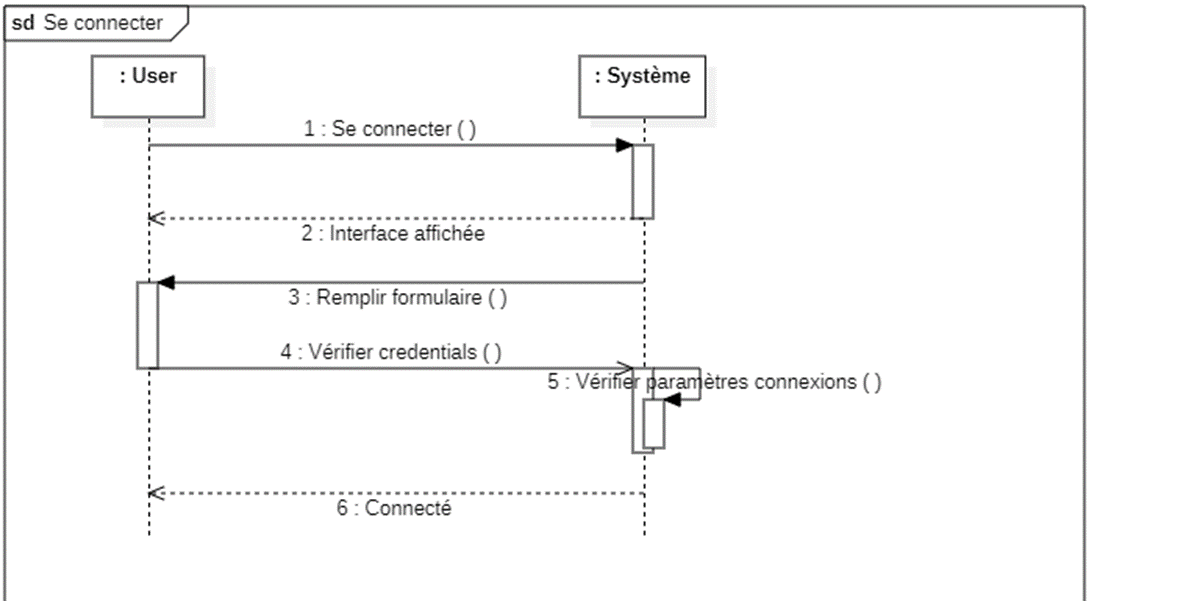 sd Se connecter
: User
: Système
1 : Se connecter ( )
2 : Interface affichée
3 : Remplir formulaire ( )
4 : Vérifier credentials ( )
5 : Vérifier paramètres connexions ( )
6 : Connecté